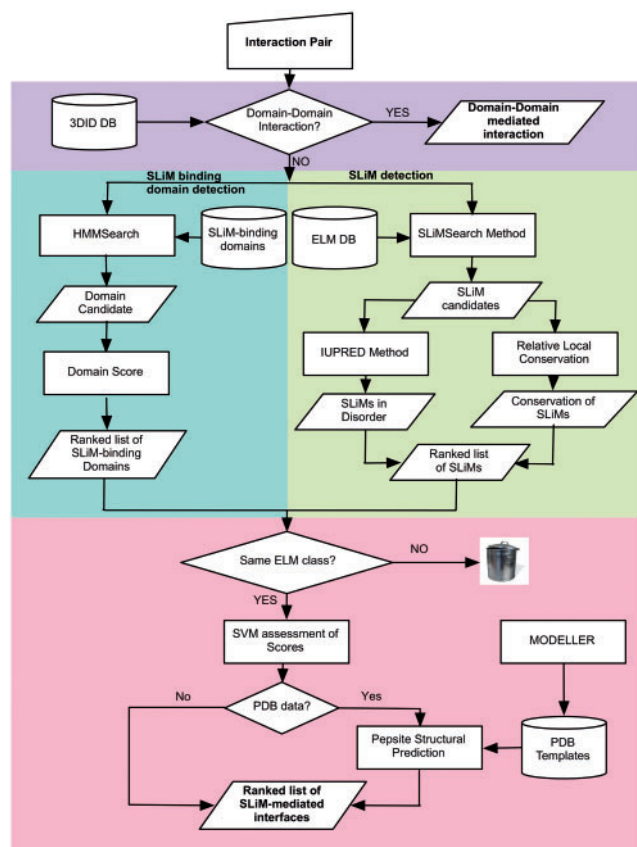 Interaction Pair
3DID DB
Domain-Domain
Interaction?
YES
Domain-Domain
mediated
interaction
NO
SLiM binding
domain detection
SLiM detection
HMMSearch
SLiM-binding
domains
ELM DB
SLiMSearch Method
Domain
Candidate
SLiM
candidates
IUPRED Method
Relative Local
Conservation
Domain Score
SLiMs in
Disorder
Conservation of
SLiMs
Ranked list of
SLiM-binding
Domains
Ranked list
of SLiMs
Same ELM class?
NO
YES
SVM assessment of
Scores
MODELLER
No
PDB data?
Yes
Pepsite Structural
Prediction
PDB
Templates
Ranked list of
SLiM-mediated
interfaces